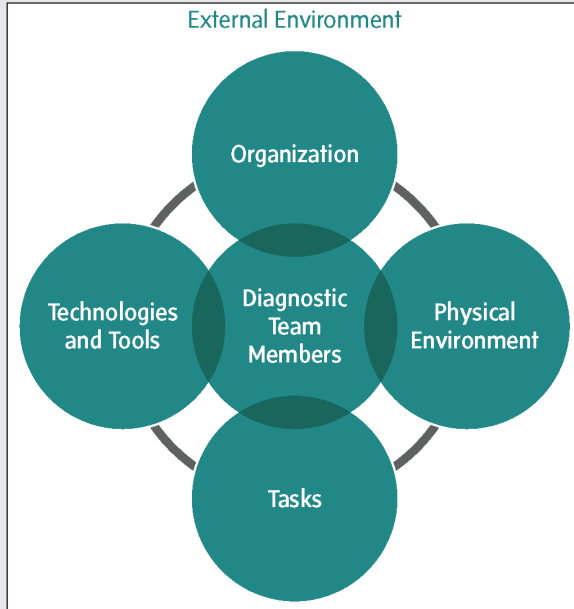 External Environment
Organization
Technologies
and Tools
Diagnostic
Team
Members
Physical
Environment
Tasks